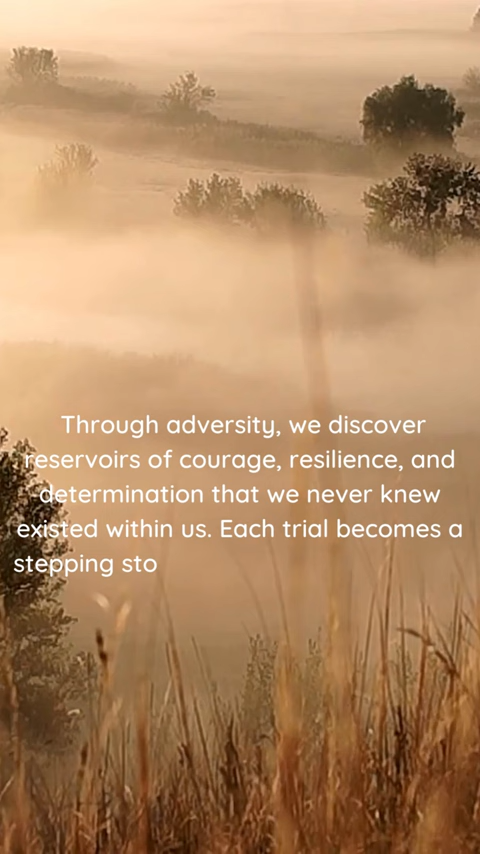 Through adversity, we discover
reservoirs of courage, resilience, and
determination that we never knew
existed within us. Each trial becomes a
stepping sto